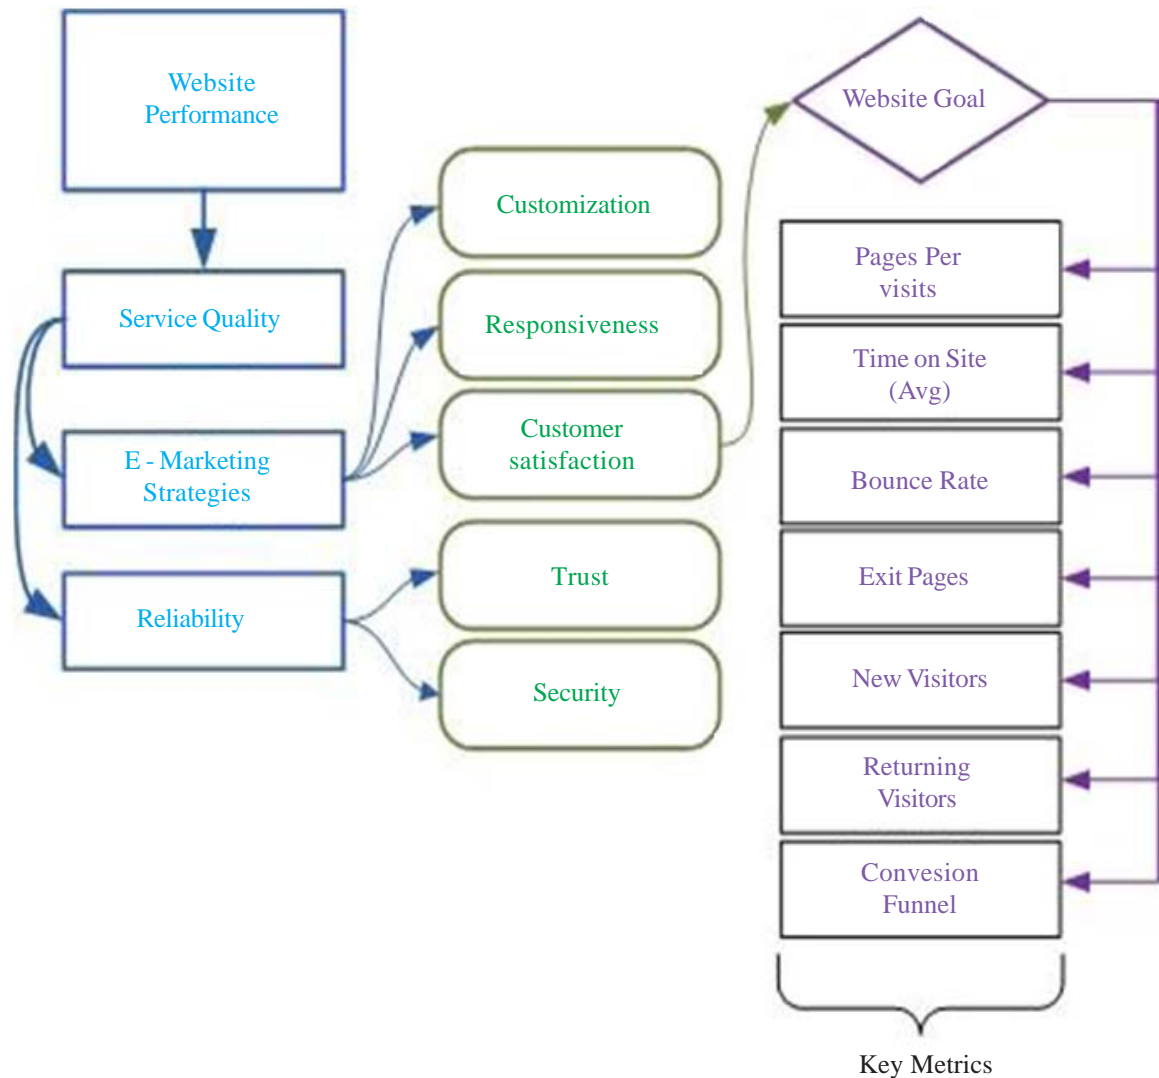 Website
Performance
Service Quality
E - Marketing
Strategies
Reliability
Customization
Responsiveness
Customer
satisfaction
Trust
Security
Website Goal
Pages Per
visits
Time on Site
(Avg)
Bounce Rate
Exit Pages
New Visitors
Returning
Visitors
Convesion
Funnel
Key Metrics